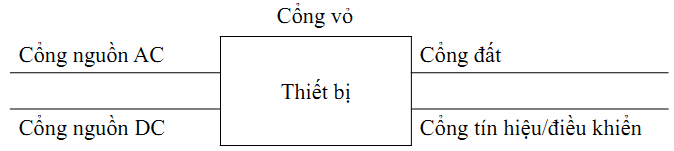 Cổng vỏ
Cổng nguồn AC
Cổng đất
Thiết bị
Cổng nguồn DC
Cổng tín hiệu/điều khiển